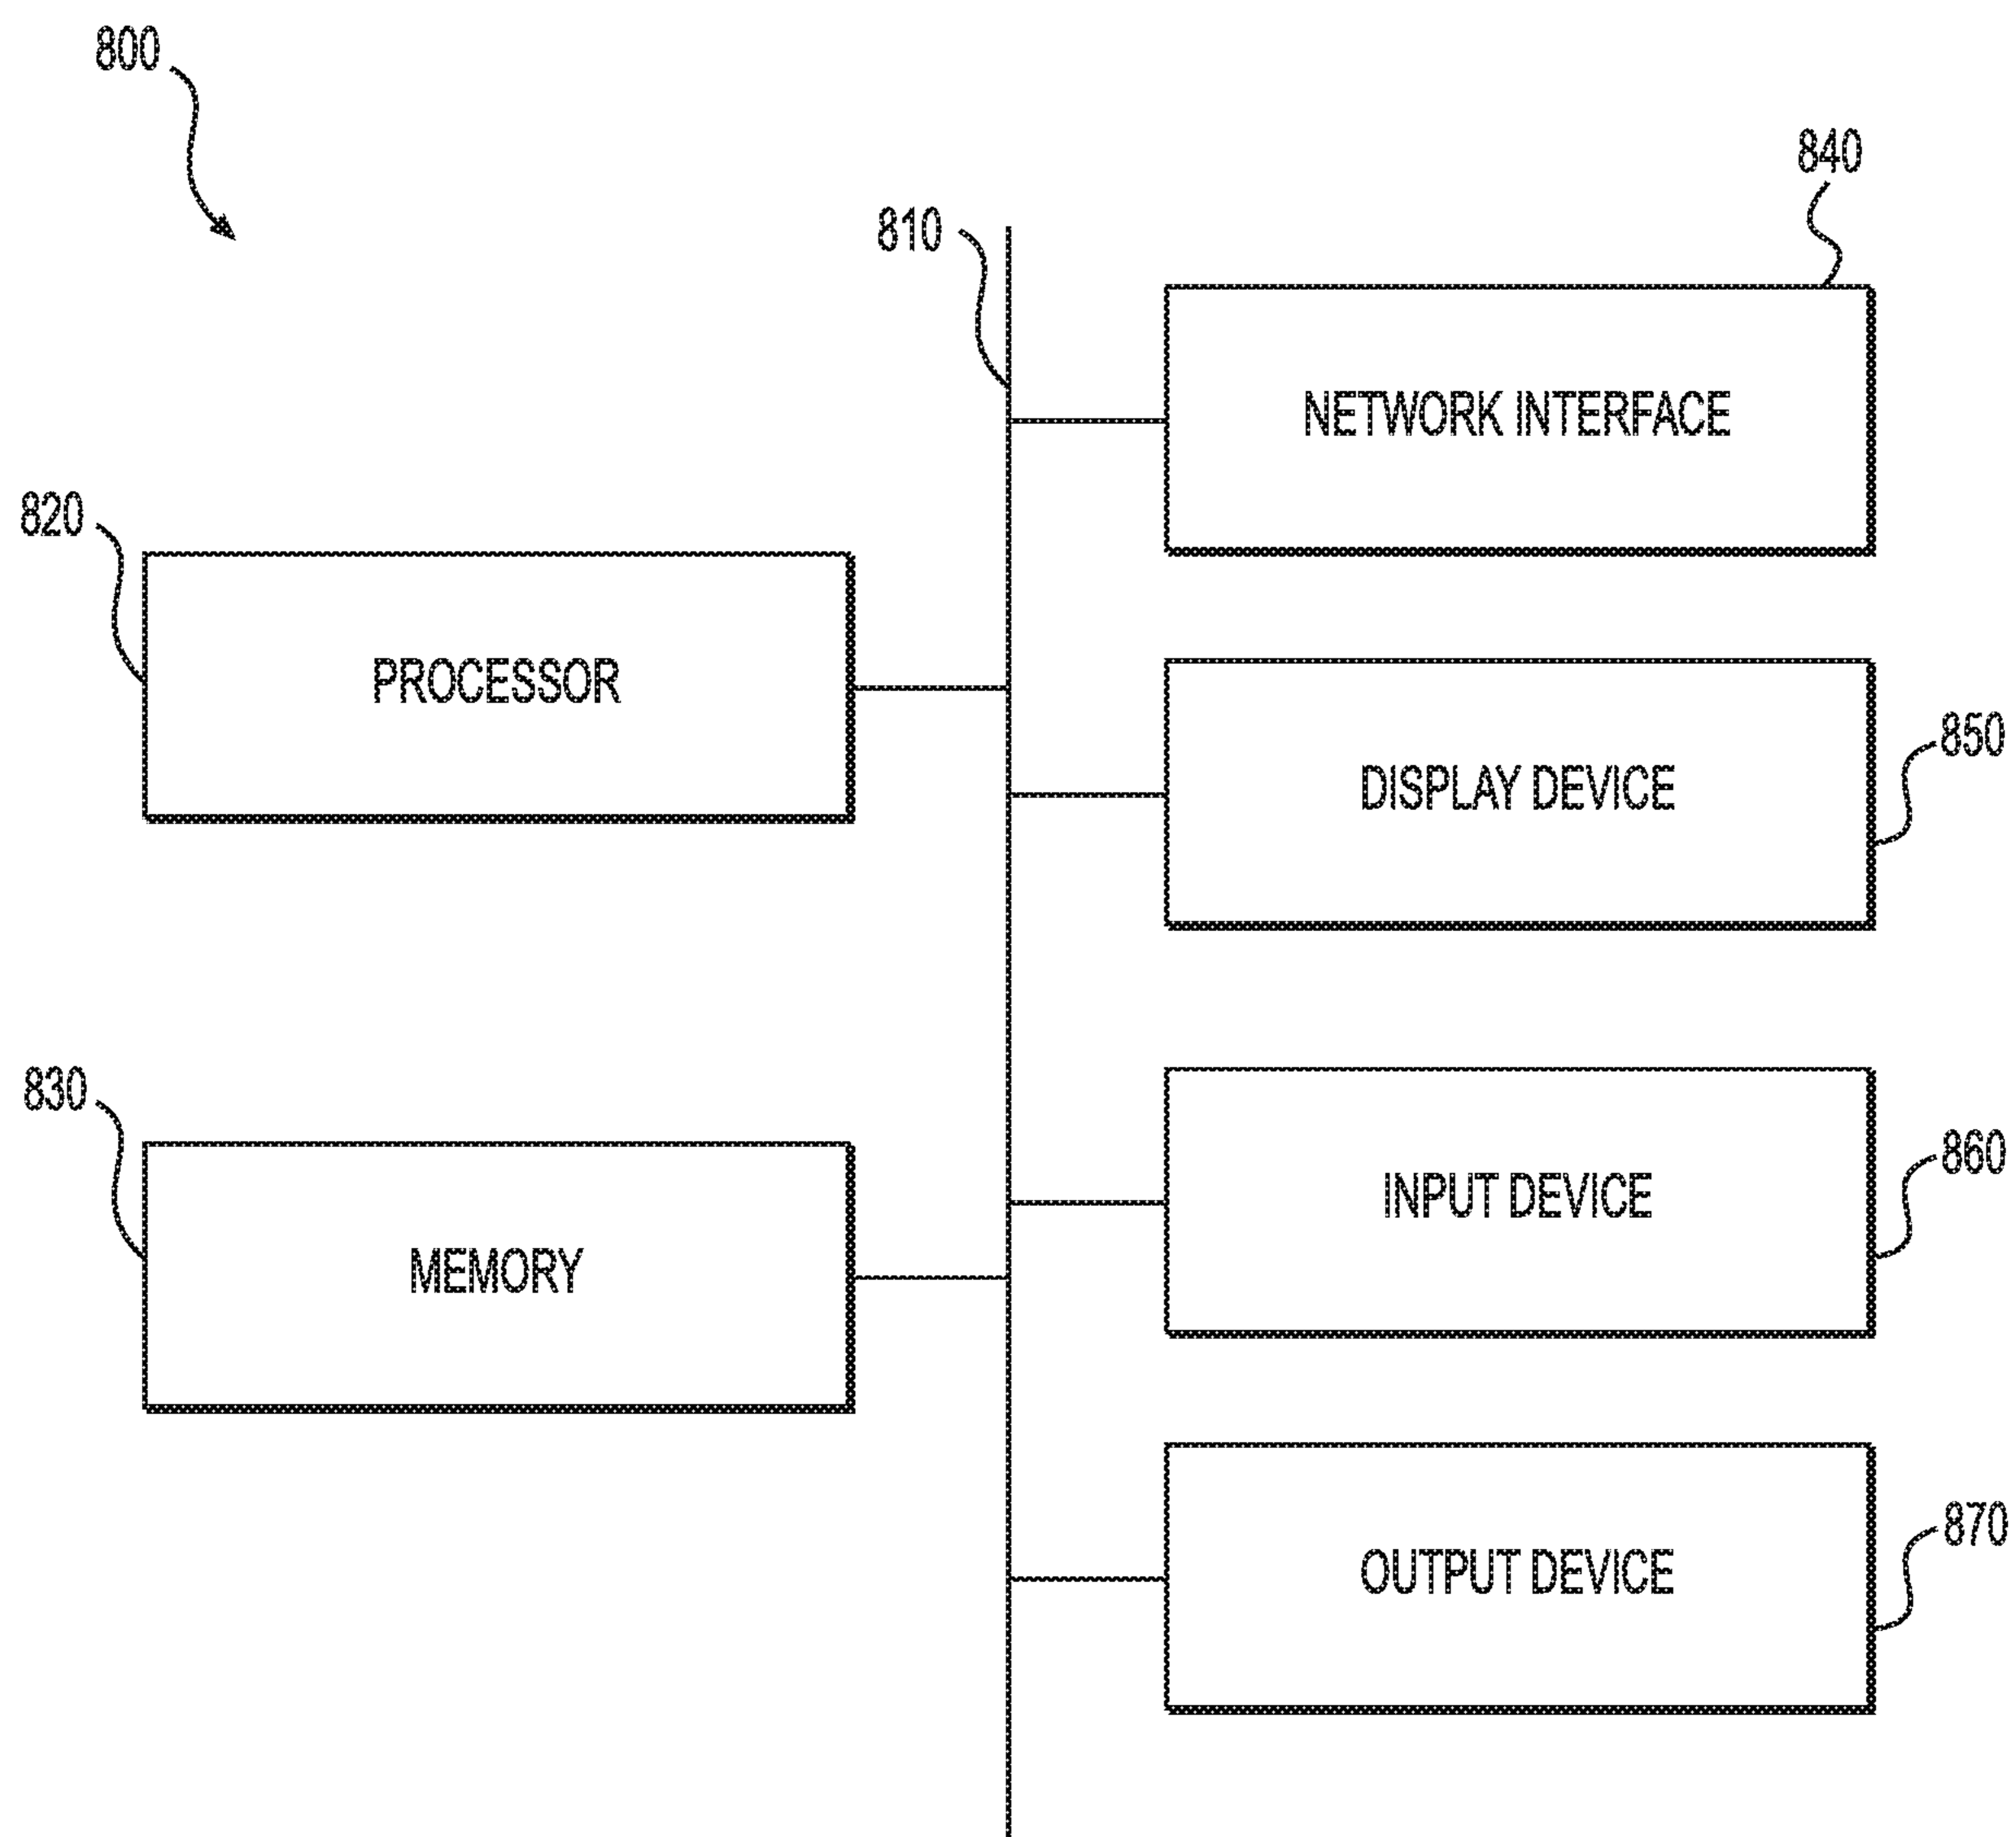 800
840
810
NETWORK INTERFACE
820
PROCESSOR
850
DISPLAY DEVICE
830
860
INPUT DEVICE
MEMORY
870
OUTPUT DEVICE